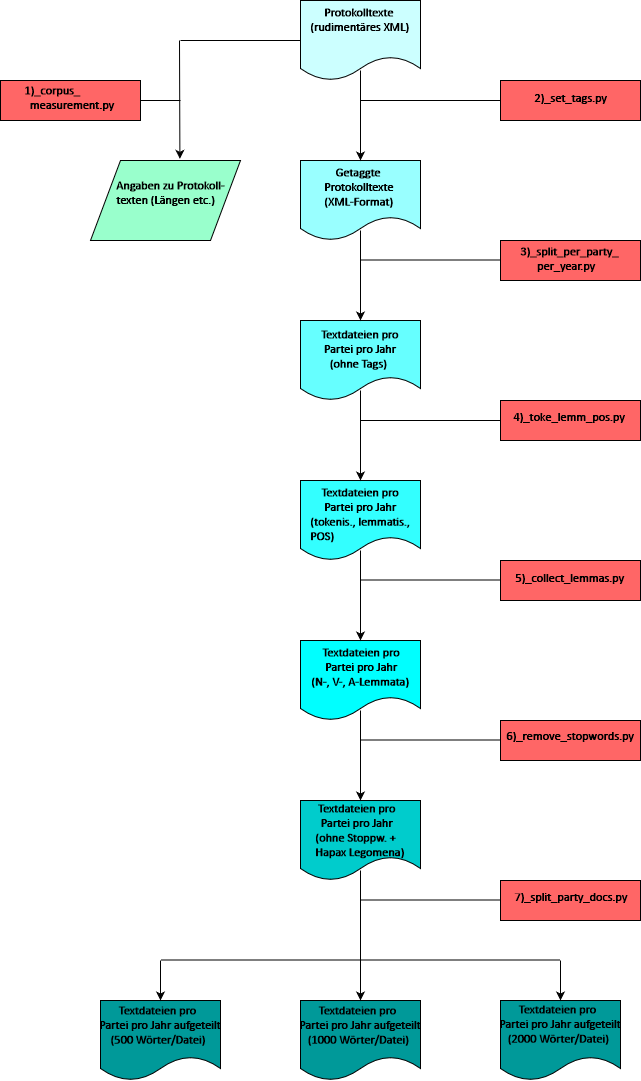 Protokolltexte
(rudimentäres XML)
1)_corpus_
measurement.py
2)_set_tags.py
Angaben zu Protokoll-
texten (Längen etc.)
Getaggte
Protokolltexte
(XML-Format)
3)_split_per_party_
per_year.py
Textdateien pro
Partei pro Jahr
(ohne Tags)
4)_toke_lemm_pos.py
Textdateien pro
Partei pro Jahr
(tokenis., lemmatis.,
POS)
5)_collect_lemmas.py
Textdateien pro
Partei pro Jahr
(N-, V-, A-Lemmata)
6)_remove_stopwords.py
Textdateien pro
Partei pro Jahr
(ohne Stoppw. +
Hapax Legomena)
7)_split_party_docs.py
Textdateien pro
Partei pro Jahr aufgeteilt
(500 Wörter/Datei)
Textdateien pro
Partei pro Jahr aufgeteilt
(1000 Wörter/Datei)
Textdateien pro
Partei pro Jahr aufgeteilt
(2000 Wörter/Datei)